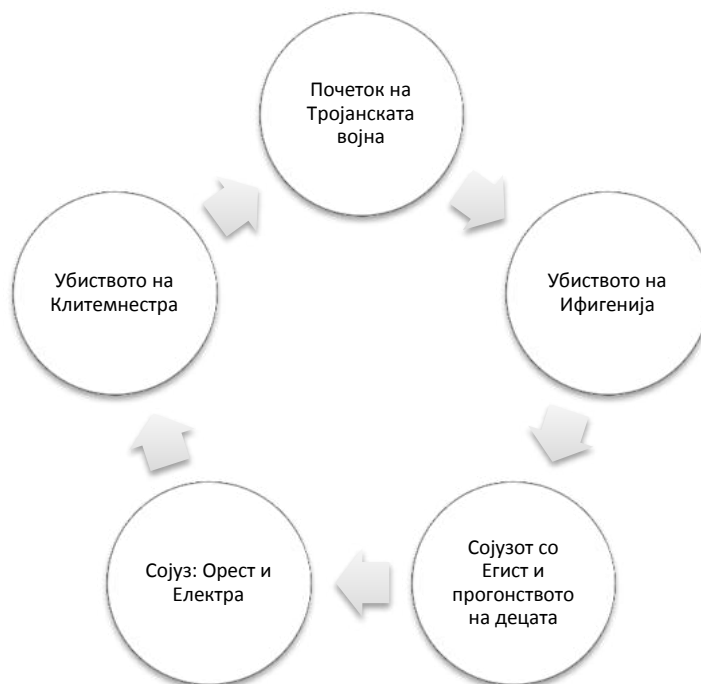 Почеток на
Тројанската
војна
Убиството на
Ифигенија
Сојузот со
Егист и
прогонството
на децата
Сојуз: Орест и
Електра
Убиството на
Клитемнестра